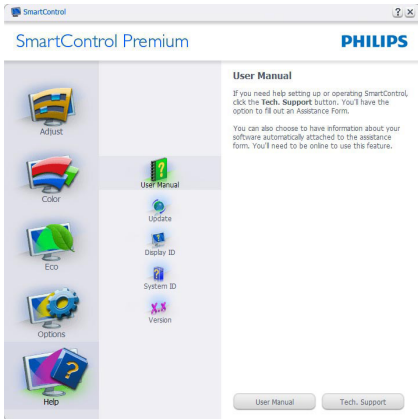 SmartControl
? ×
SmartControl Premium
PHILIPS
Adjust
Color
Eco
Options
Help
User Manual
Update
Display ID
System ID
X.X
Version
User Manual
If you need help setting up or operating SmartControl,
click the Tech. Support button. You'll have the
option to fill out an Assistance Form.
You can also choose to have information about your
software automatically attached to the assistance
form. You'll need to be online to use this feature.
User Manual
Tech. Support